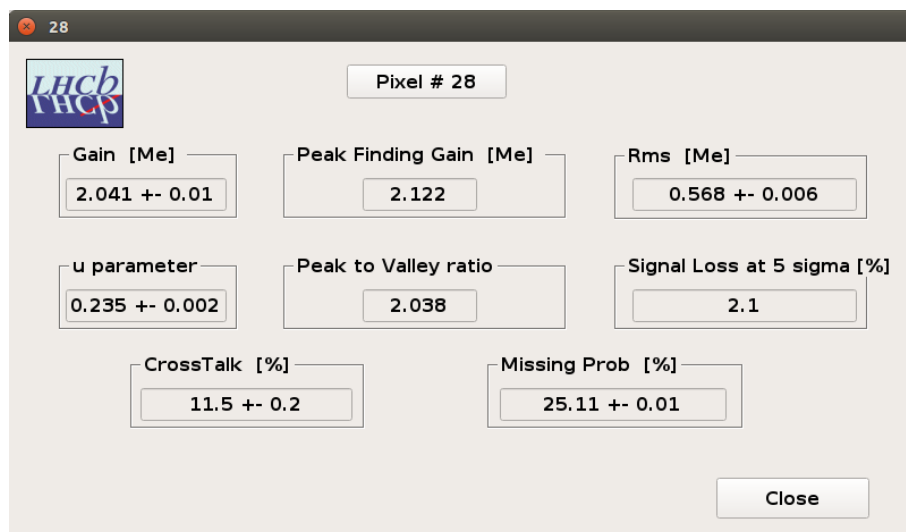 28
LHCb
ГНСР
Pixel # 28
Gain [Me]
2.041 +- 0.01
Peak Finding Gain [Me]
2.122
Rms [Me]
0.568 +- 0.006
u parameter
0.235 +- 0.002
Peak to Valley ratio
2.038
Signal Loss at 5 sigma [%]
2.1
CrossTalk [%]
11.5 +- 0.2
Missing Prob [%]
25.11 +- 0.01
Close